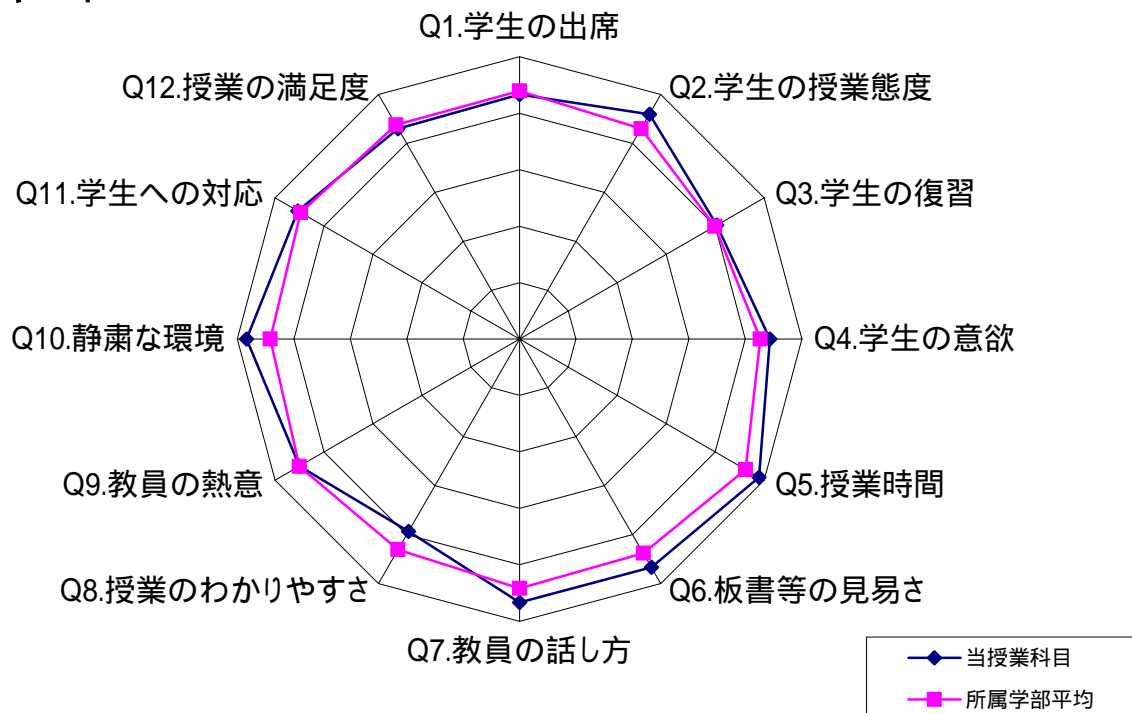 Q1.学生の出席
Q2.学生の授業態度
Q3.学生の復習
Q4.学生の意欲
Q5.授業時間
Q6.板書等の見易さ
Q7.教員の話し方
Q8.授業のわかりやすさ
Q9.教員の熱意
Q10.静粛な環境
Q11.学生への対応
Q12.授業の満足度
当授業科目
所属学部平均